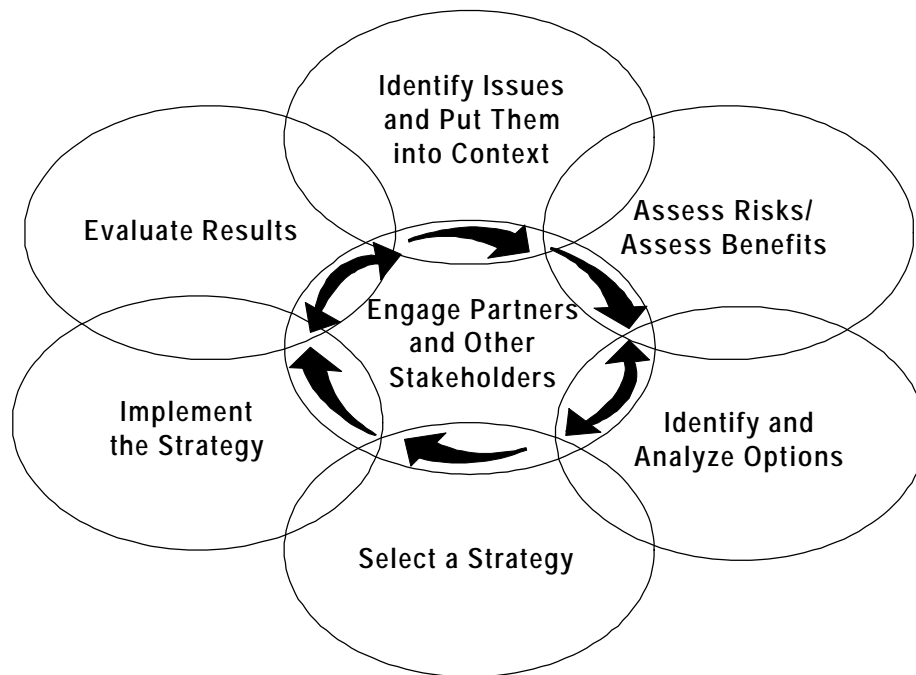 Identify Issues
and Put Them
into Context
Assess Risks/
Assess Benefits
Evaluate Results
Engage Partners
and Other
Stakeholders
Implement
the Strategy
Identify and
Analyze Options
Select a Strategy